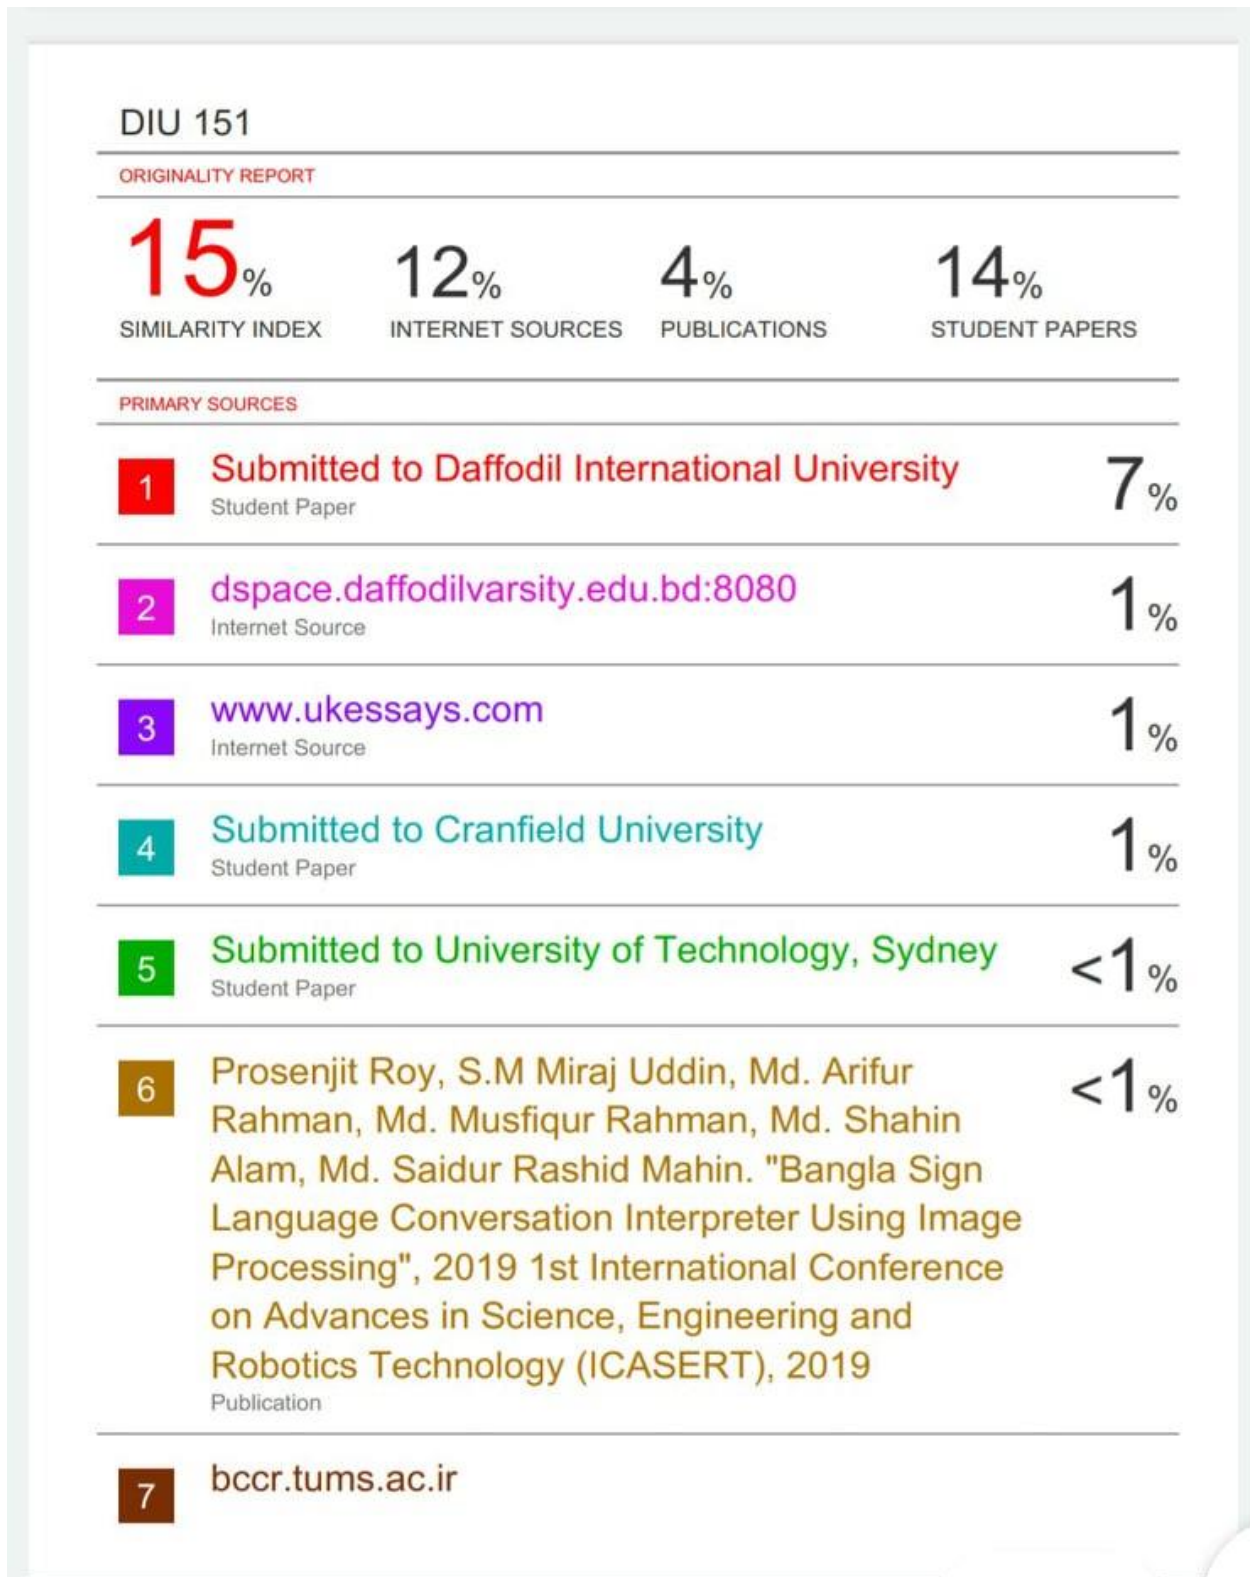 DIU 151
ORIGINALITY REPORT
15%
12%
4%
14%
SIMILARITY INDEX
INTERNET SOURCES
PUBLICATIONS
STUDENT PAPERS
PRIMARY SOURCES
1
Submitted to Daffodil International University
7%
Student Paper
2
dspace.daffodilvarsity.edu.bd:8080
1%
Internet Source
3
www.ukessays.com
1%
Internet Source
4
Submitted to Cranfield University
1%
Student Paper
5
Submitted to University of Technology, Sydney
<1%
Student Paper
6
Prosenjit Roy, S.M Miraj Uddin, Md. Arifur
<1%
Rahman, Md. Musfiqur Rahman, Md. Shahin
Alam, Md. Saidur Rashid Mahin. "Bangla Sign
Language Conversation Interpreter Using Image
Processing", 2019 1st International Conference
on Advances in Science, Engineering and
Robotics Technology (ICASERT), 2019
Publication
7
bccr.tums.ac.ir